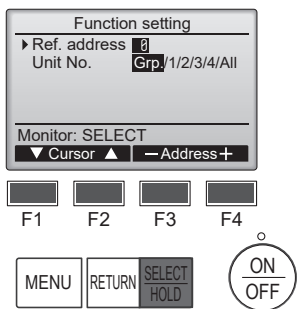 Function setting
Ref. address 0
Unit No. Grp./1/2/3/4/All
Monitor: SELECT
▼ Cursor ▲ −Address+
F1 F2 F3 F4
MENU RETURN SELECT HOLD ON OFF